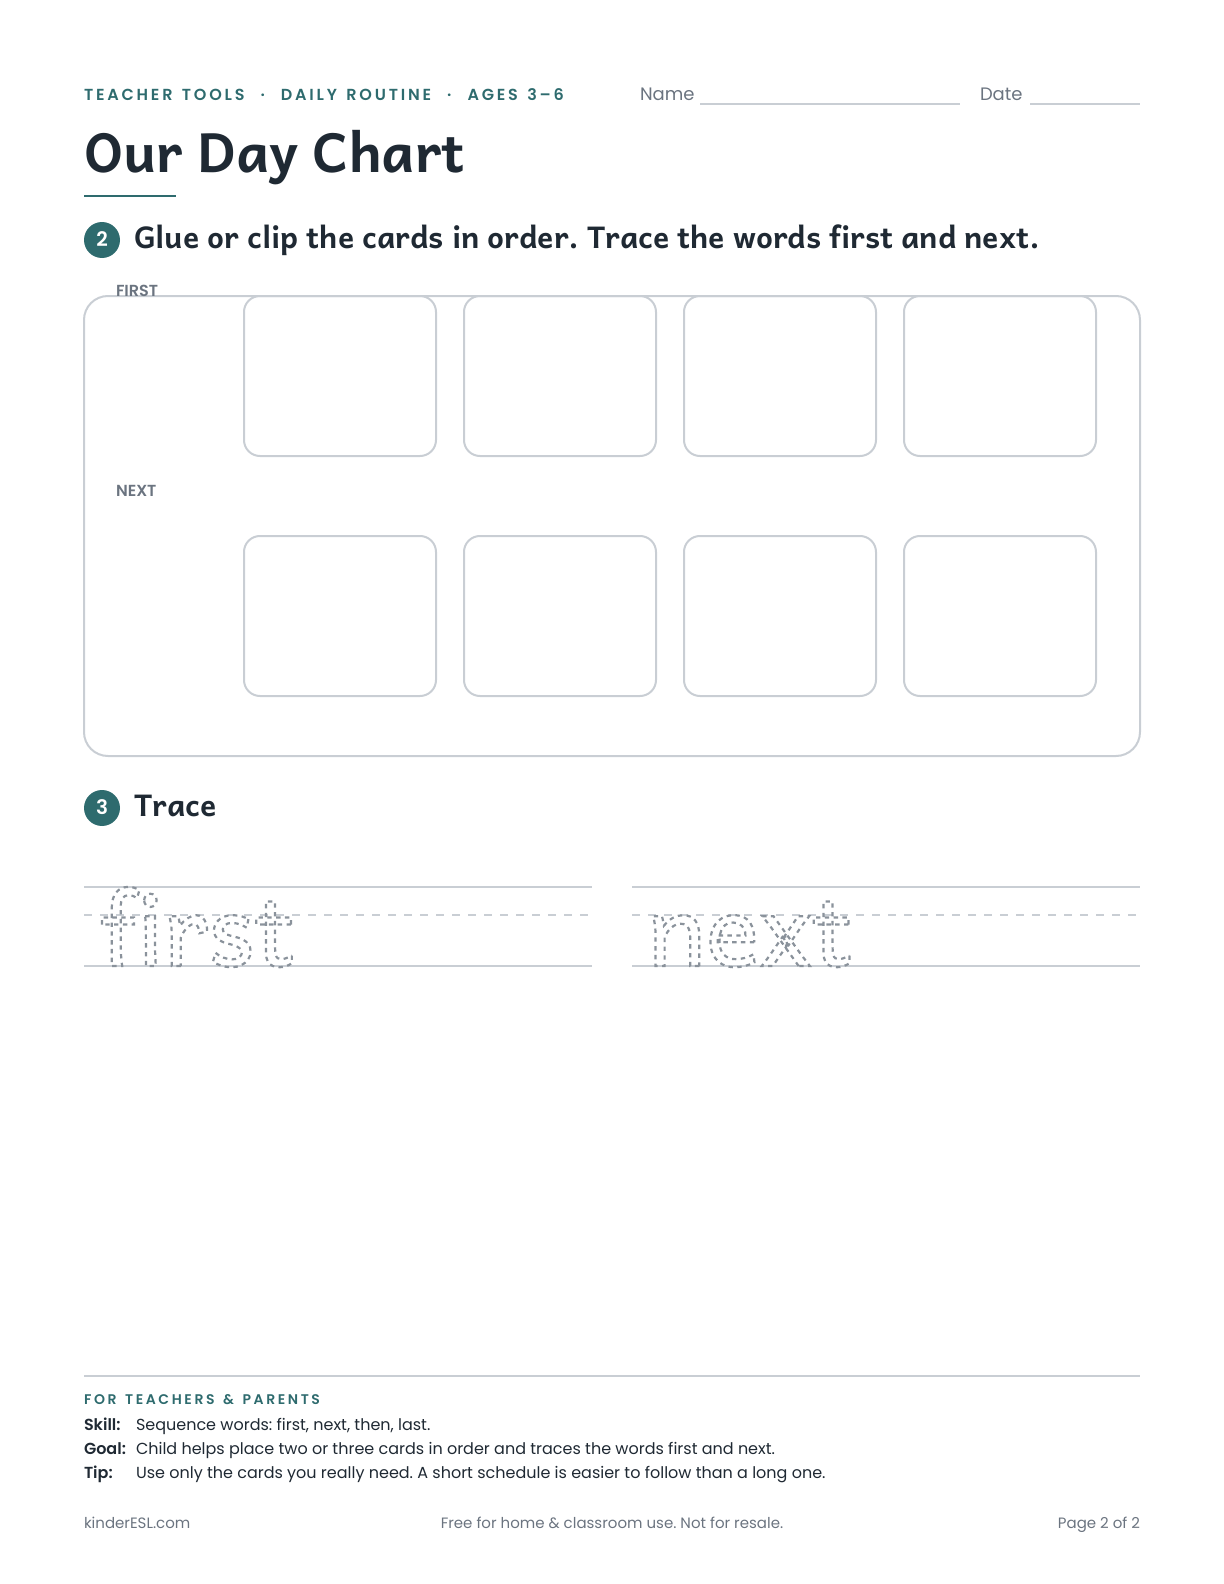 TEACHER TOOLS · DAILY ROUTINE · AGES 3–6 Name Date
Our Day Chart
2 Glue or clip the cards in order. Trace the words first and next.
FIRST
NEXT
3 Trace
first next
FOR TEACHERS & PARENTS
Skill: Sequence words: first, next, then, last.
Goal: Child helps place two or three cards in order and traces the words first and next.
Tip: Use only the cards you really need. A short schedule is easier to follow than a long one.
kinderESL.com Free for home & classroom use. Not for resale. Page 2 of 2